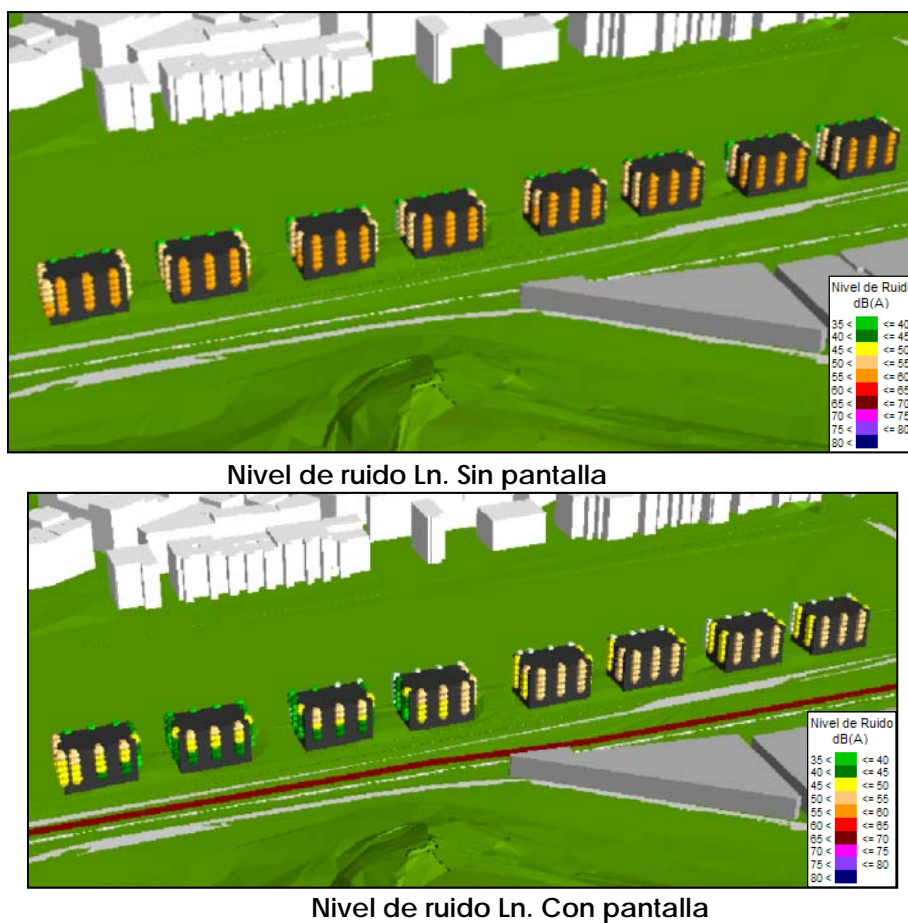 Nivel de Ruido
dB(A)
35 < <= 40
40 < <= 45
45 < <= 50
50 < <= 55
55 < <= 60
60 < <= 65
65 < <= 70
70 < <= 75
75 < <= 80
80 <
Nivel de ruido Ln. Sin pantalla
Nivel de Ruido
dB(A)
35 < <= 40
40 < <= 45
45 < <= 50
50 < <= 55
55 < <= 60
60 < <= 65
65 < <= 70
70 < <= 75
75 < <= 80
80 <
Nivel de ruido Ln. Con pantalla